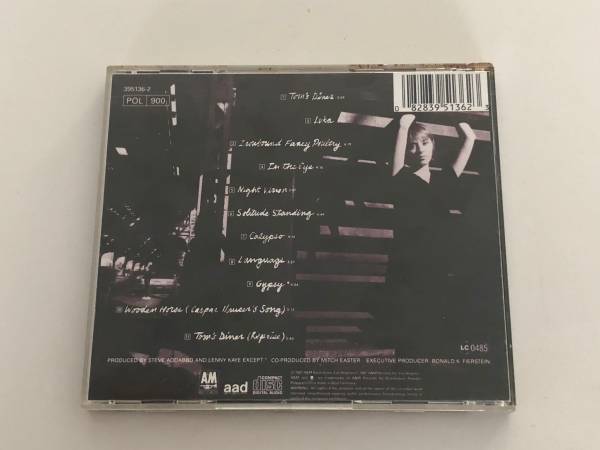 395136-2
POL 900
1 Tom's Diner
2 Luka
3 Ironbound Fancy Poultry
4 In the Eye
5 Night Vision
6 Solitude Standing
7 Calypso
8 Language
9 Gypsy*
10 Wooden Horse (Caspar Hauser's Song)
11 Tom's Diner (Reprise)
0 82839 51362 3
LC 0485
PRODUCED BY STEVE ADDABBO AND LENNY KAYE EXCEPT * CO-PRODUCED BY MITCH EASTER EXECUTIVE PRODUCER RONALD K. FIERSTEIN
A&M
aad
COMPACT
disc
DIGITAL AUDIO